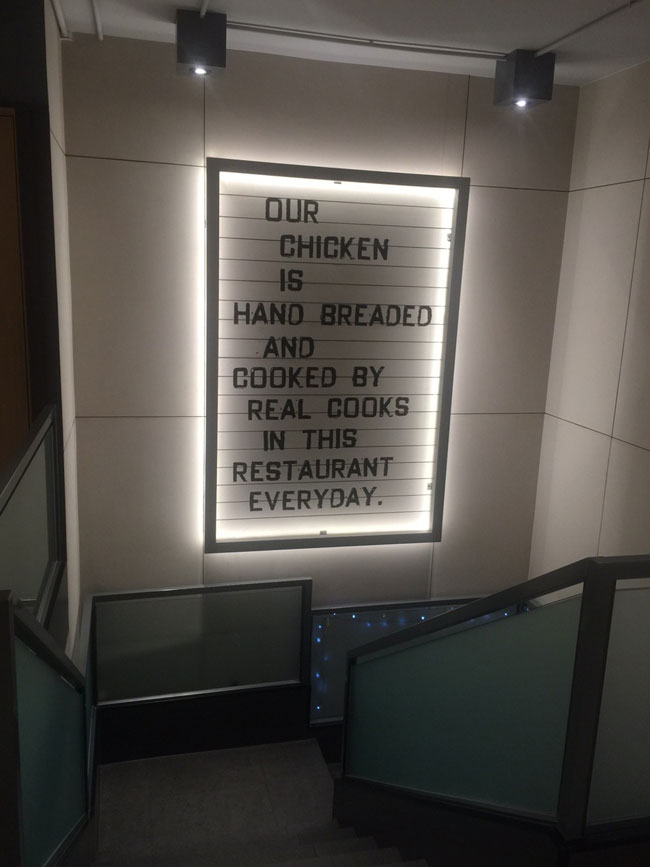 OUR
CHICKEN
IS
HAND BREADED
AND
COOKED BY
REAL COOKS
IN THIS
RESTAURANT
EVERYDAY.